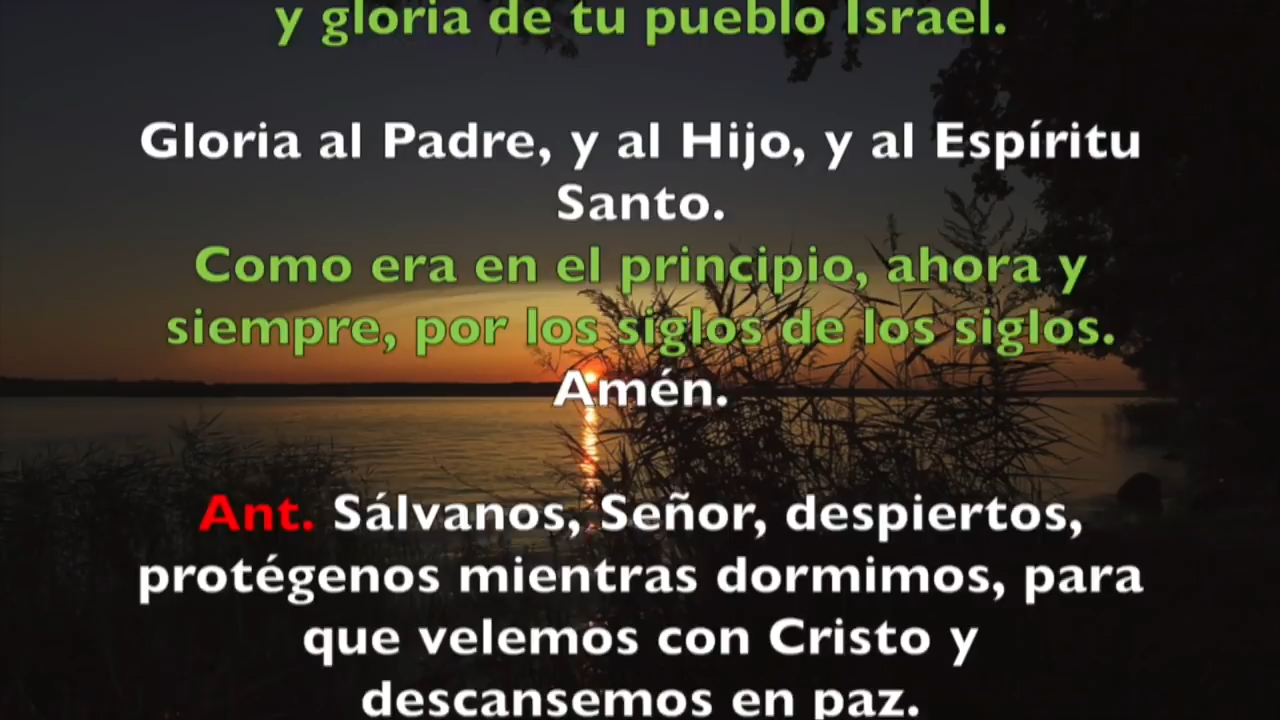 y gloria de tu pueblo Israel.
Gloria al Padre, y al Hijo, y al Espíritu
Santo.
Como era en el principio, ahora y
siempre, por los siglos de los siglos.
Amén.
Ant. Sálvanos, Señor, despiertos,
protégenos mientras dormimos, para
que velemos con Cristo y
descansemos en paz.